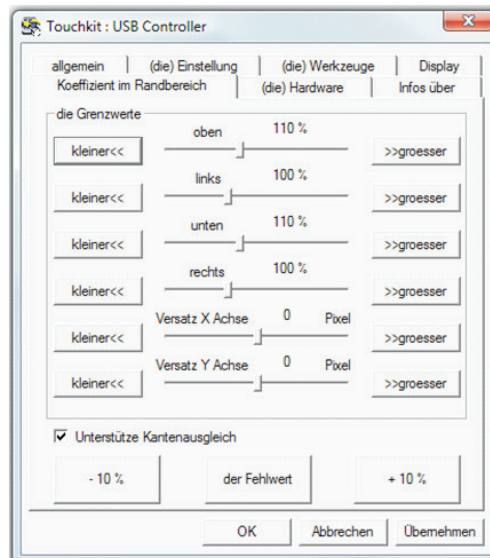 Touchkit : USB Controller
allgemein (die) Einstellung (die) Werkzeuge Display
Koeffizient im Randbereich (die) Hardware Infos über
die Grenzwerte
oben 110 %
kleiner<< >>groesser
links 100 %
kleiner<< >>groesser
unten 110 %
kleiner<< >>groesser
rechts 100 %
kleiner<< >>groesser
Versatz X Achse 0 Pixel
kleiner<< >>groesser
Versatz Y Achse 0 Pixel
kleiner<< >>groesser
Unterstütze Kantenausgleich
- 10 % der Fehlwert + 10 %
OK Abbrechen Übernehmen